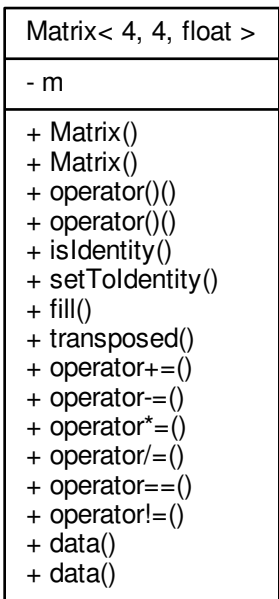 Matrix< 4, 4, float >
- m
+ Matrix()
+ Matrix()
+ operator()()
+ operator()()
+ isIdentity()
+ setToIdentity()
+ fill()
+ transposed()
+ operator+=()
+ operator-=()
+ operator*=()
+ operator/=()
+ operator==()
+ operator!=()
+ data()
+ data()